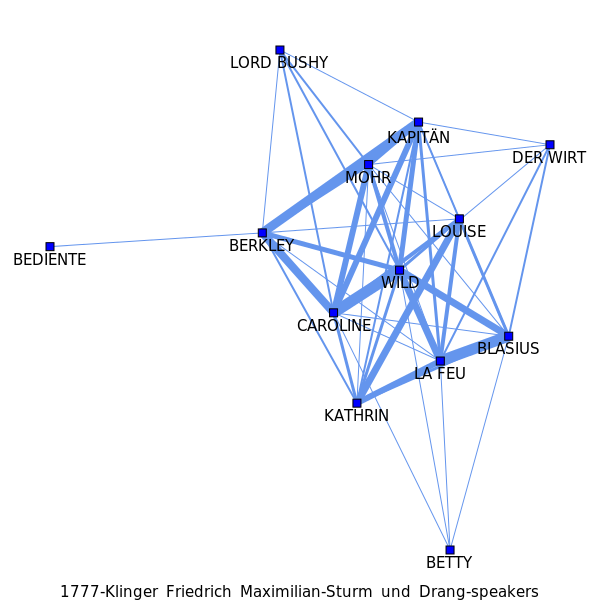 LORD BUSHY
KAPITÄN
DER WIRT
MOHR
LOUISE
BERKLEY
BEDIENTE
WILD
CAROLINE
BLASIUS
LA FEU
KATHRIN
BETTY
1777-Klinger Friedrich Maximilian-Sturm und Drang-speakers